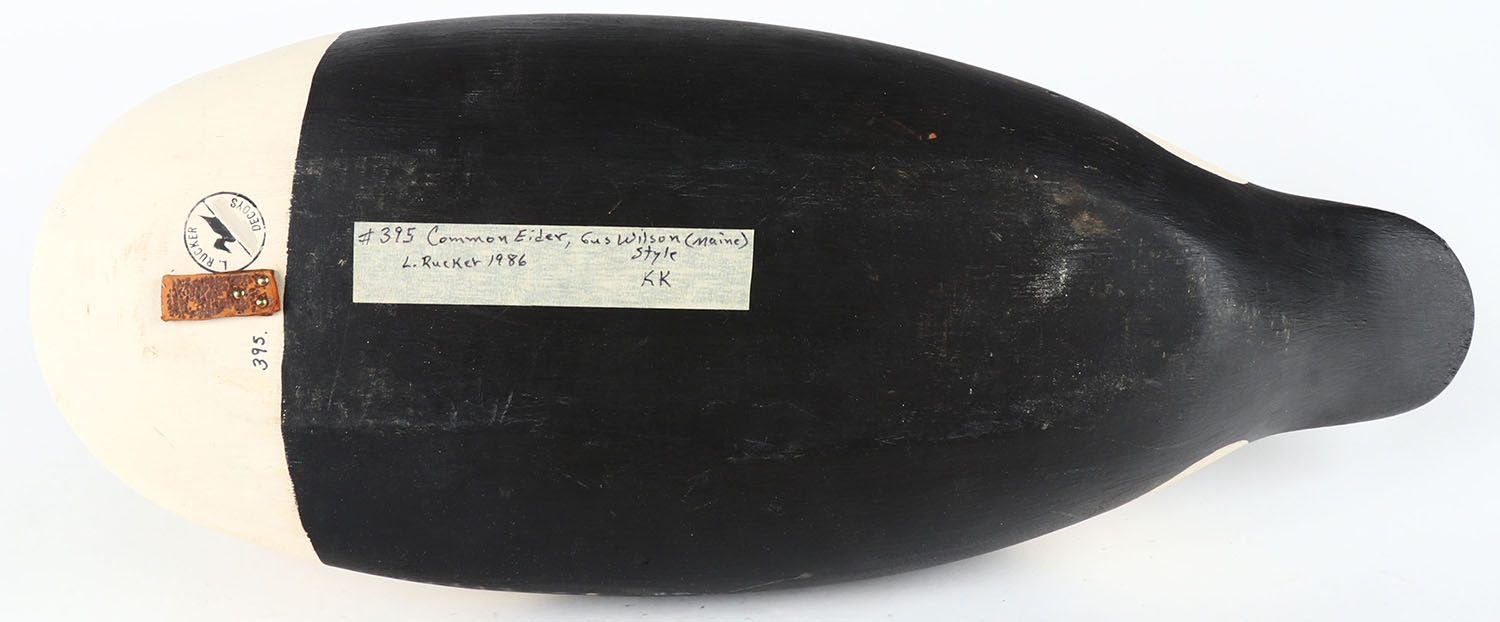 L. RUCKER
DECOYS
# 395 Common Eider, Gus Wilson (Maine)
Style
L. Rucker 1986
KK
395.